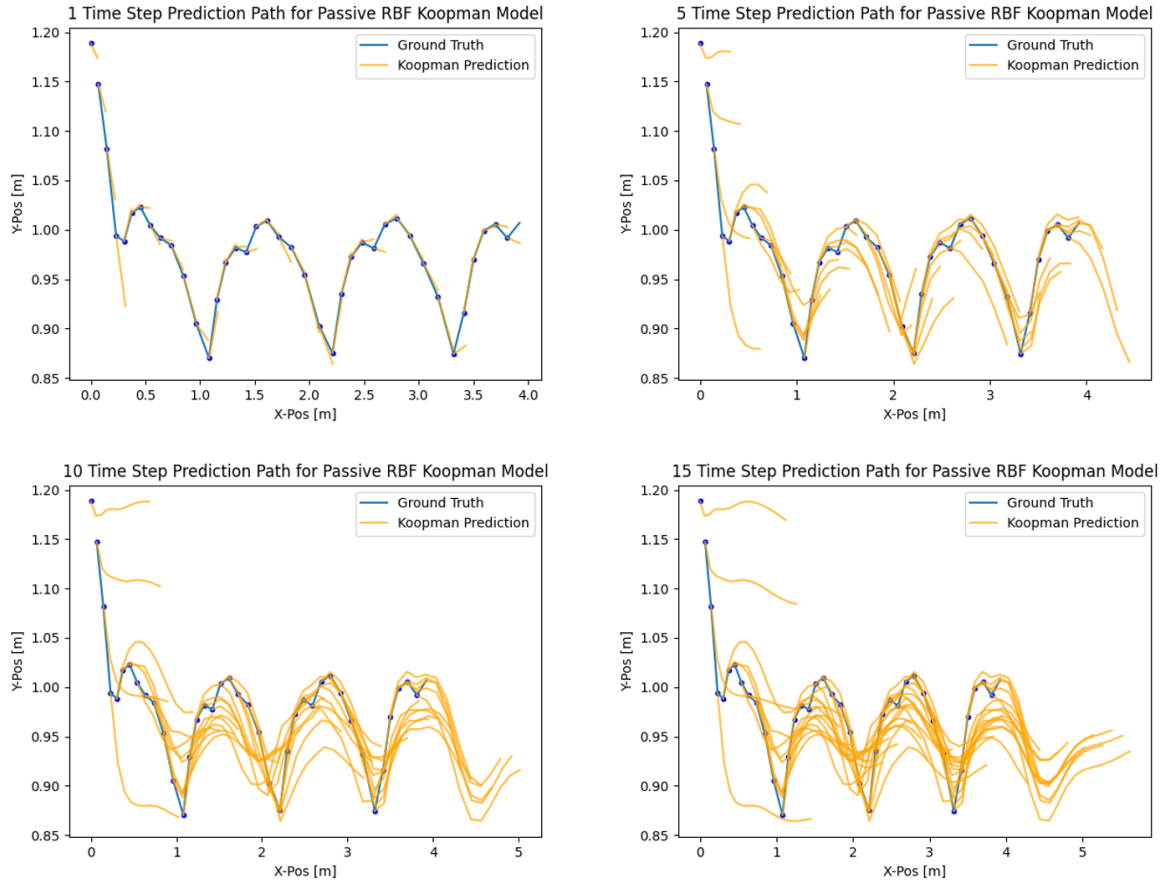 1 Time Step Prediction Path for Passive RBF Koopman Model
1.20
1.15
1.10
1.05
1.00
0.95
0.90
0.85
Y-Pos [m]
Ground Truth
Koopman Prediction
0.0 0.5 1.0 1.5 2.0 2.5 3.0 3.5 4.0
X-Pos [m]
5 Time Step Prediction Path for Passive RBF Koopman Model
1.20
1.15
1.10
1.05
1.00
0.95
0.90
0.85
Y-Pos [m]
Ground Truth
Koopman Prediction
0 1 2 3 4
X-Pos [m]
10 Time Step Prediction Path for Passive RBF Koopman Model
1.20
1.15
1.10
1.05
1.00
0.95
0.90
0.85
Y-Pos [m]
Ground Truth
Koopman Prediction
0 1 2 3 4 5
X-Pos [m]
15 Time Step Prediction Path for Passive RBF Koopman Model
1.20
1.15
1.10
1.05
1.00
0.95
0.90
0.85
Y-Pos [m]
Ground Truth
Koopman Prediction
0 1 2 3 4 5
X-Pos [m]